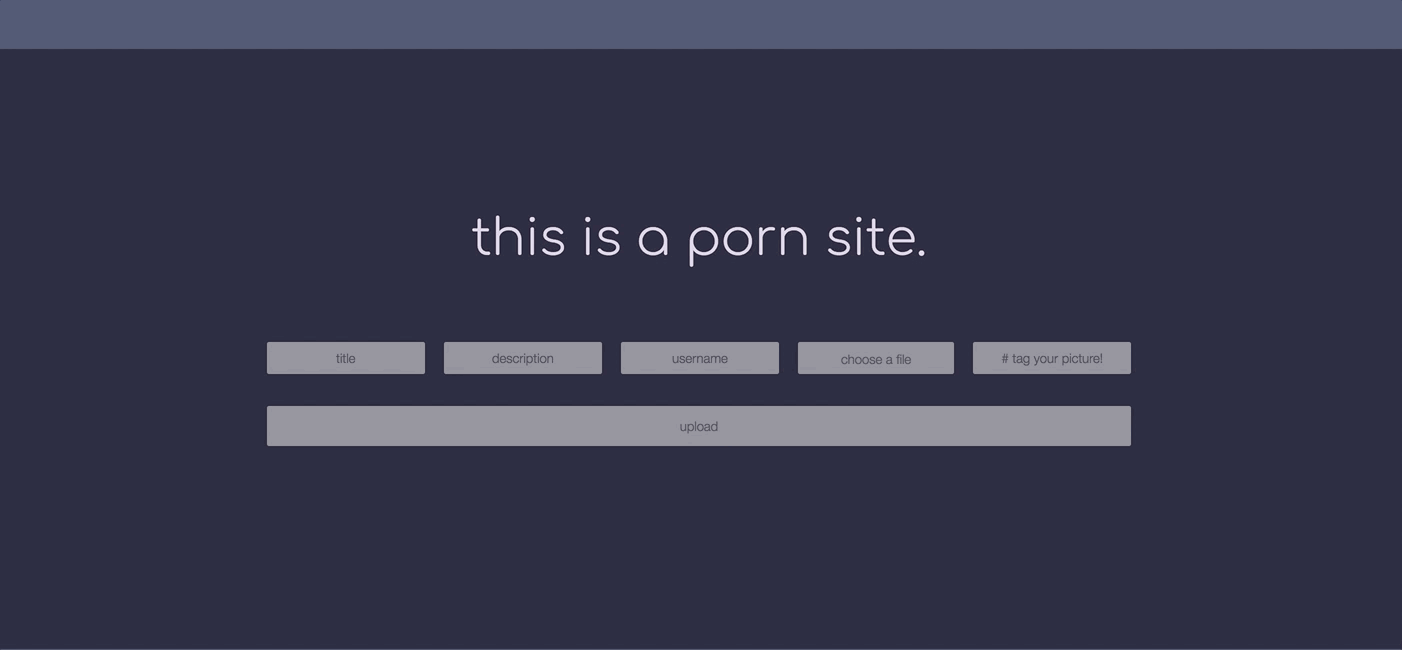 this is a porn site.
title description username choose a file # tag your picture!
upload